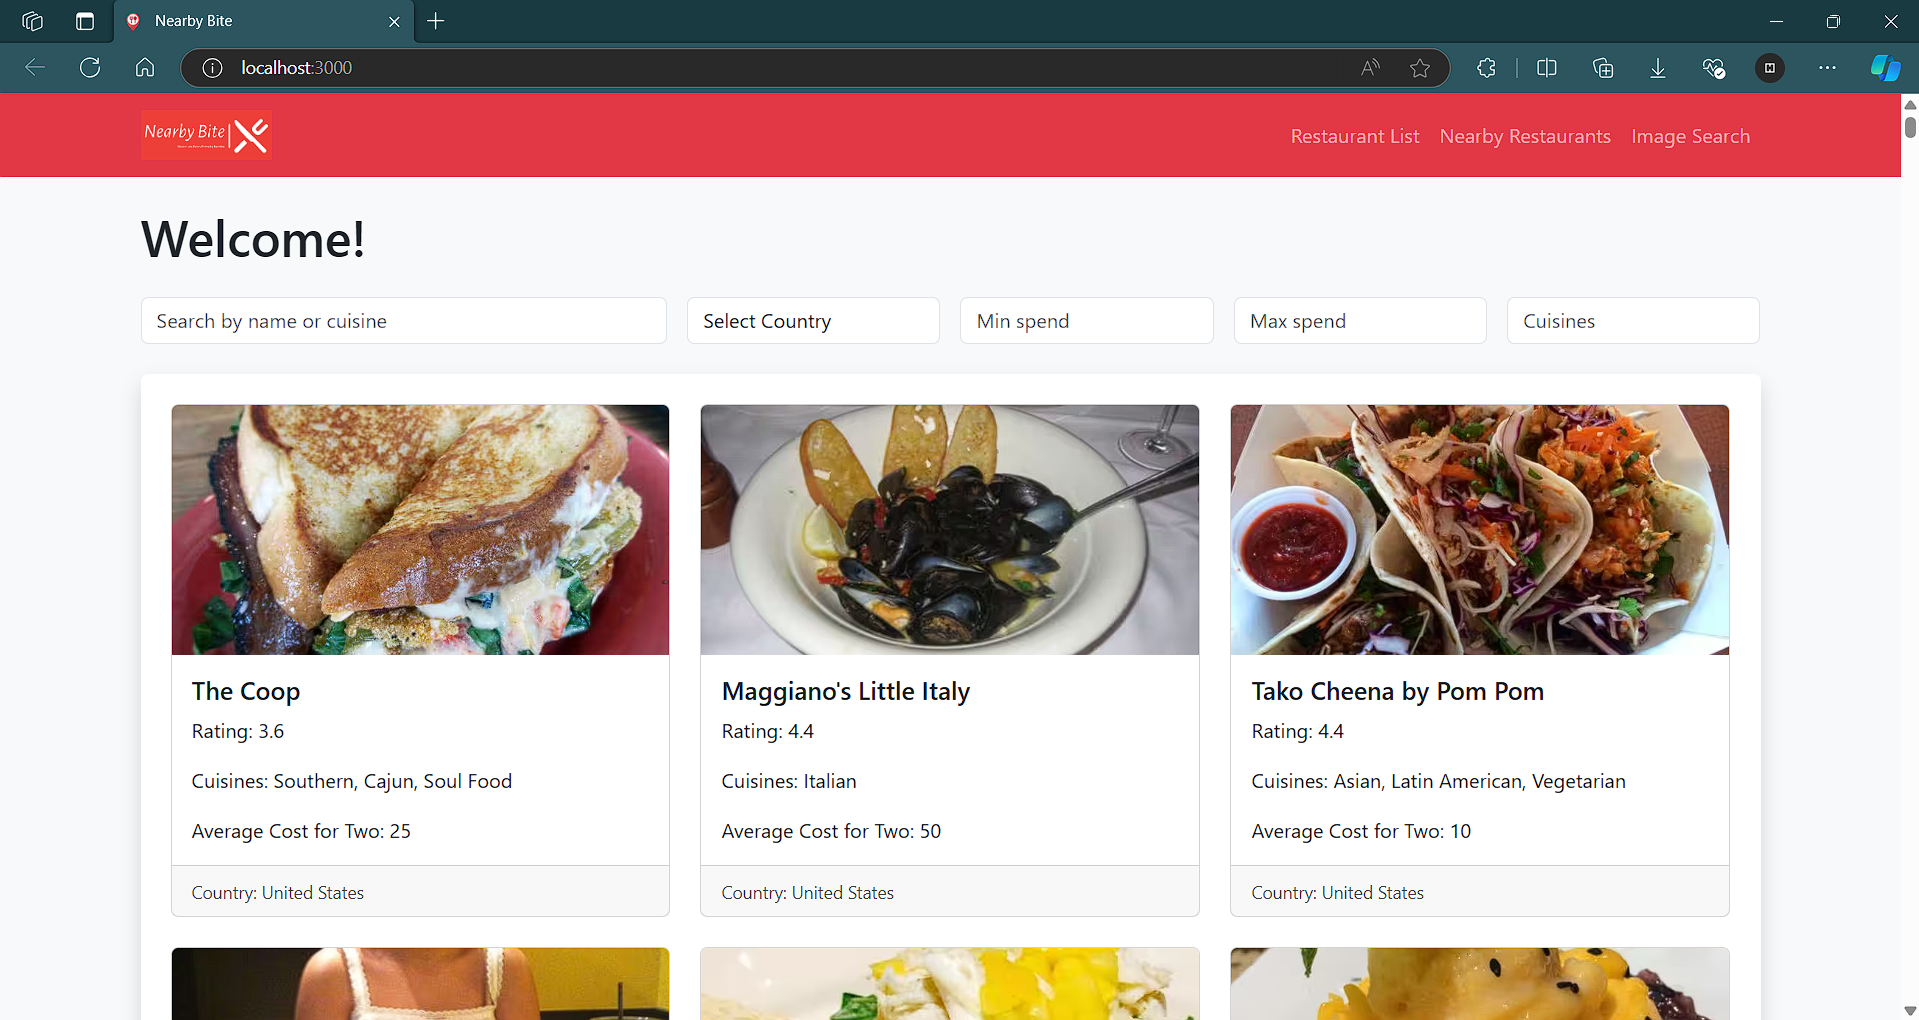 Nearby Bite
localhost:3000
Nearby Bite
Restaurant List Nearby Restaurants Image Search
Welcome!
Search by name or cuisine Select Country Min spend Max spend Cuisines
The Coop
Rating: 3.6
Cuisines: Southern, Cajun, Soul Food
Average Cost for Two: 25
Country: United States
Maggiano's Little Italy
Rating: 4.4
Cuisines: Italian
Average Cost for Two: 50
Country: United States
Tako Cheena by Pom Pom
Rating: 4.4
Cuisines: Asian, Latin American, Vegetarian
Average Cost for Two: 10
Country: United States